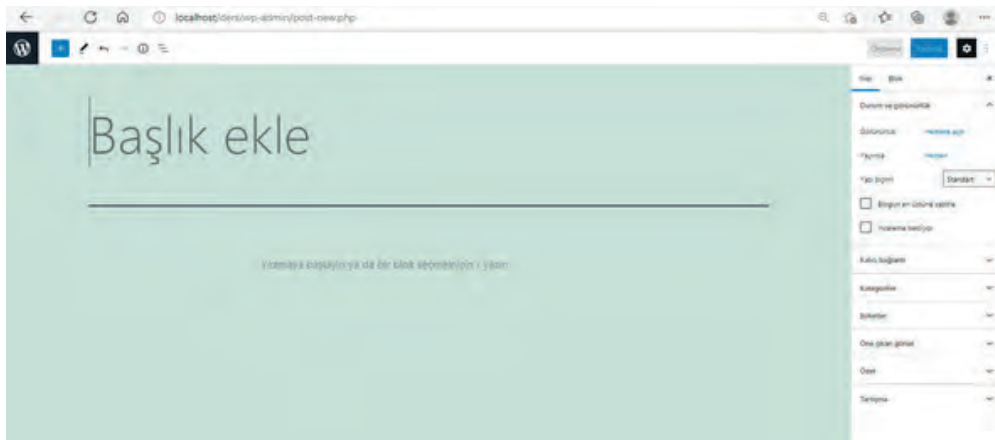 localhost/ders/wp-admin/post-new.php
Yazı Blok
Başlık ekle
Durum ve görünürlük
Görünürlük Herkese açık
Yayımla Hemen
Yazı biçimi Standart
Blogun en üstüne sabitle
İnceleme bekliyor
Yazmaya başlayın ya da bir blok seçmek için / yazın
Kalıcı bağlantı
Kategoriler
Etiketler
Öne çıkan görsel
Özet
Tartışma